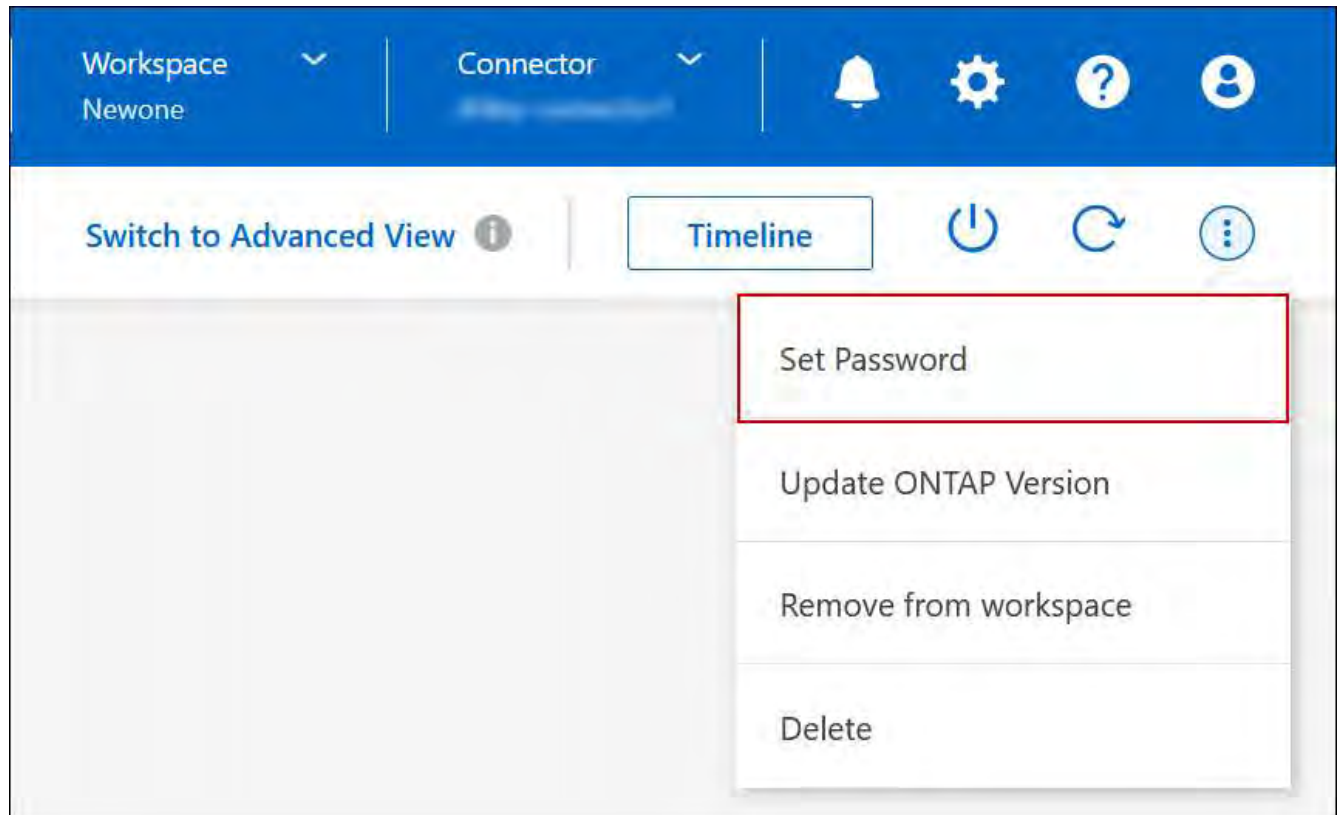 Workspace
Connector
Newone
Switch to Advanced View
Timeline
Set Password
Update ONTAP Version
Remove from workspace
Delete